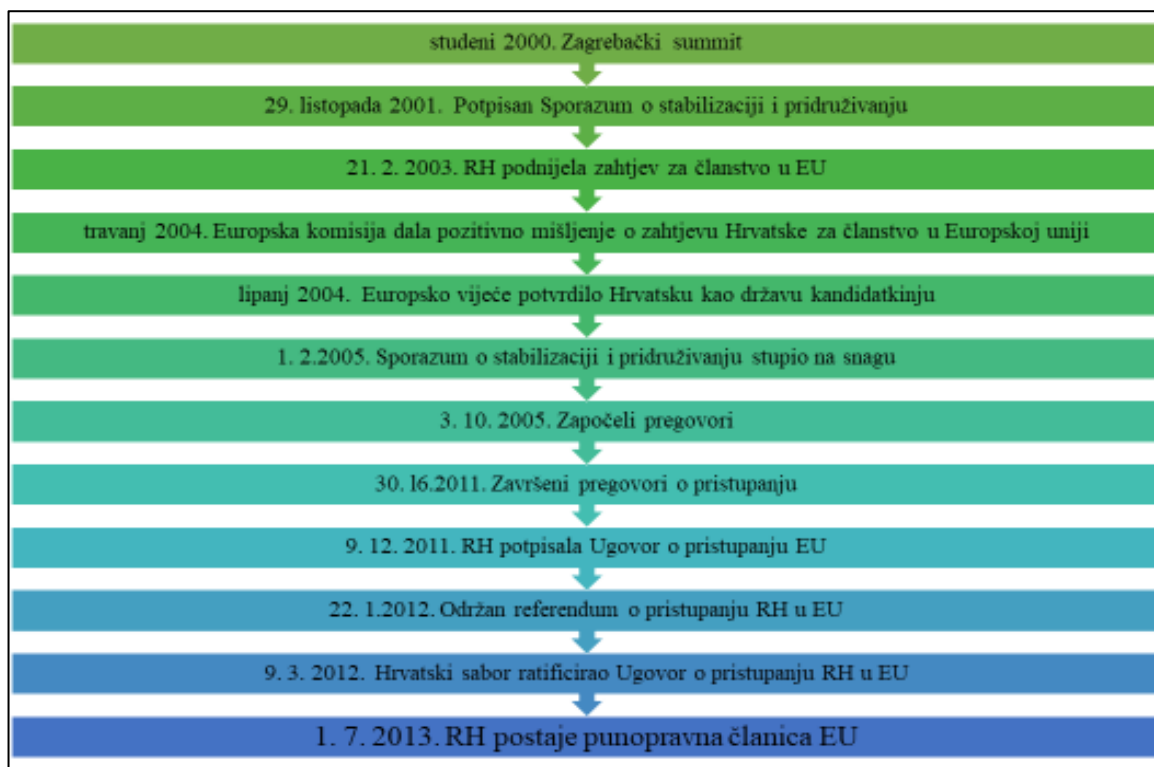 studeni 2000. Zagrebački summit
29. listopada 2001. Potpisan Sporazum o stabilizaciji i pridruživanju
21. 2. 2003. RH podnijela zahtjev za članstvo u EU
travanj 2004. Europska komisija dala pozitivno mišljenje o zahtjevu Hrvatske za članstvo u Europskoj uniji
lipanj 2004. Europsko vijeće potvrdilo Hrvatsku kao državu kandidatkinju
1. 2.2005. Sporazum o stabilizaciji i pridruživanju stupio na snagu
3. 10. 2005. Započeli pregovori
30. l6.2011. Završeni pregovori o pristupanju
9. 12. 2011. RH potpisala Ugovor o pristupanju EU
22. 1.2012. Održan referendum o pristupanju RH u EU
9. 3. 2012. Hrvatski sabor ratificirao Ugovor o pristupanju RH u EU
1. 7. 2013. RH postaje punopravna članica EU